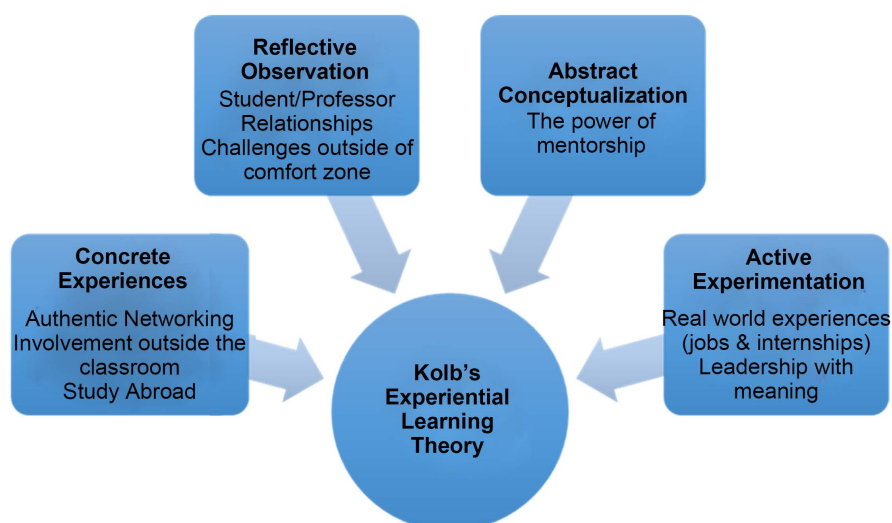 Reflective
Observation
Student/Professor
Relationships
Challenges outside of
comfort zone
Abstract
Conceptualization
The power of
mentorship
Concrete
Experiences
Authentic Networking
Involvement outside the
classroom
Study Abroad
Active
Experimentation
Real world experiences
(jobs & internships)
Leadership with
meaning
Kolb's
Experiential
Learning
Theory